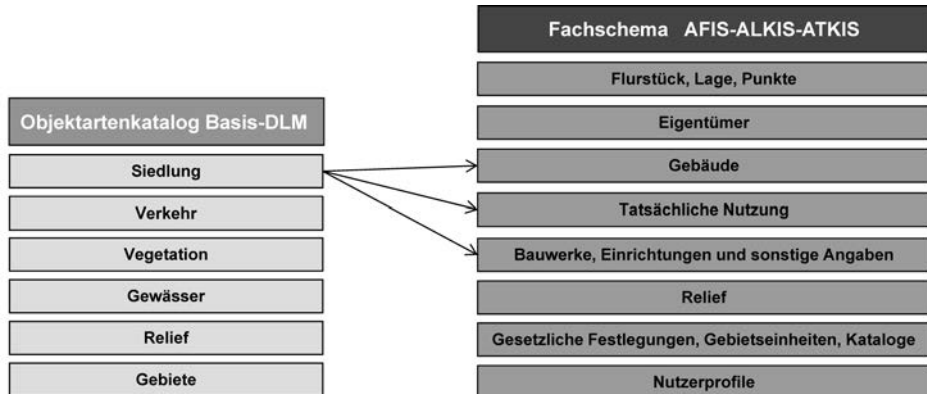 Objektartenkatalog Basis-DLM
Siedlung
Verkehr
Vegetation
Gewässer
Relief
Gebiete
Fachschema AFIS-ALKIS-ATKIS
Flurstück, Lage, Punkte
Eigentümer
Gebäude
Tatsächliche Nutzung
Bauwerke, Einrichtungen und sonstige Angaben
Relief
Gesetzliche Festlegungen, Gebietseinheiten, Kataloge
Nutzerprofile